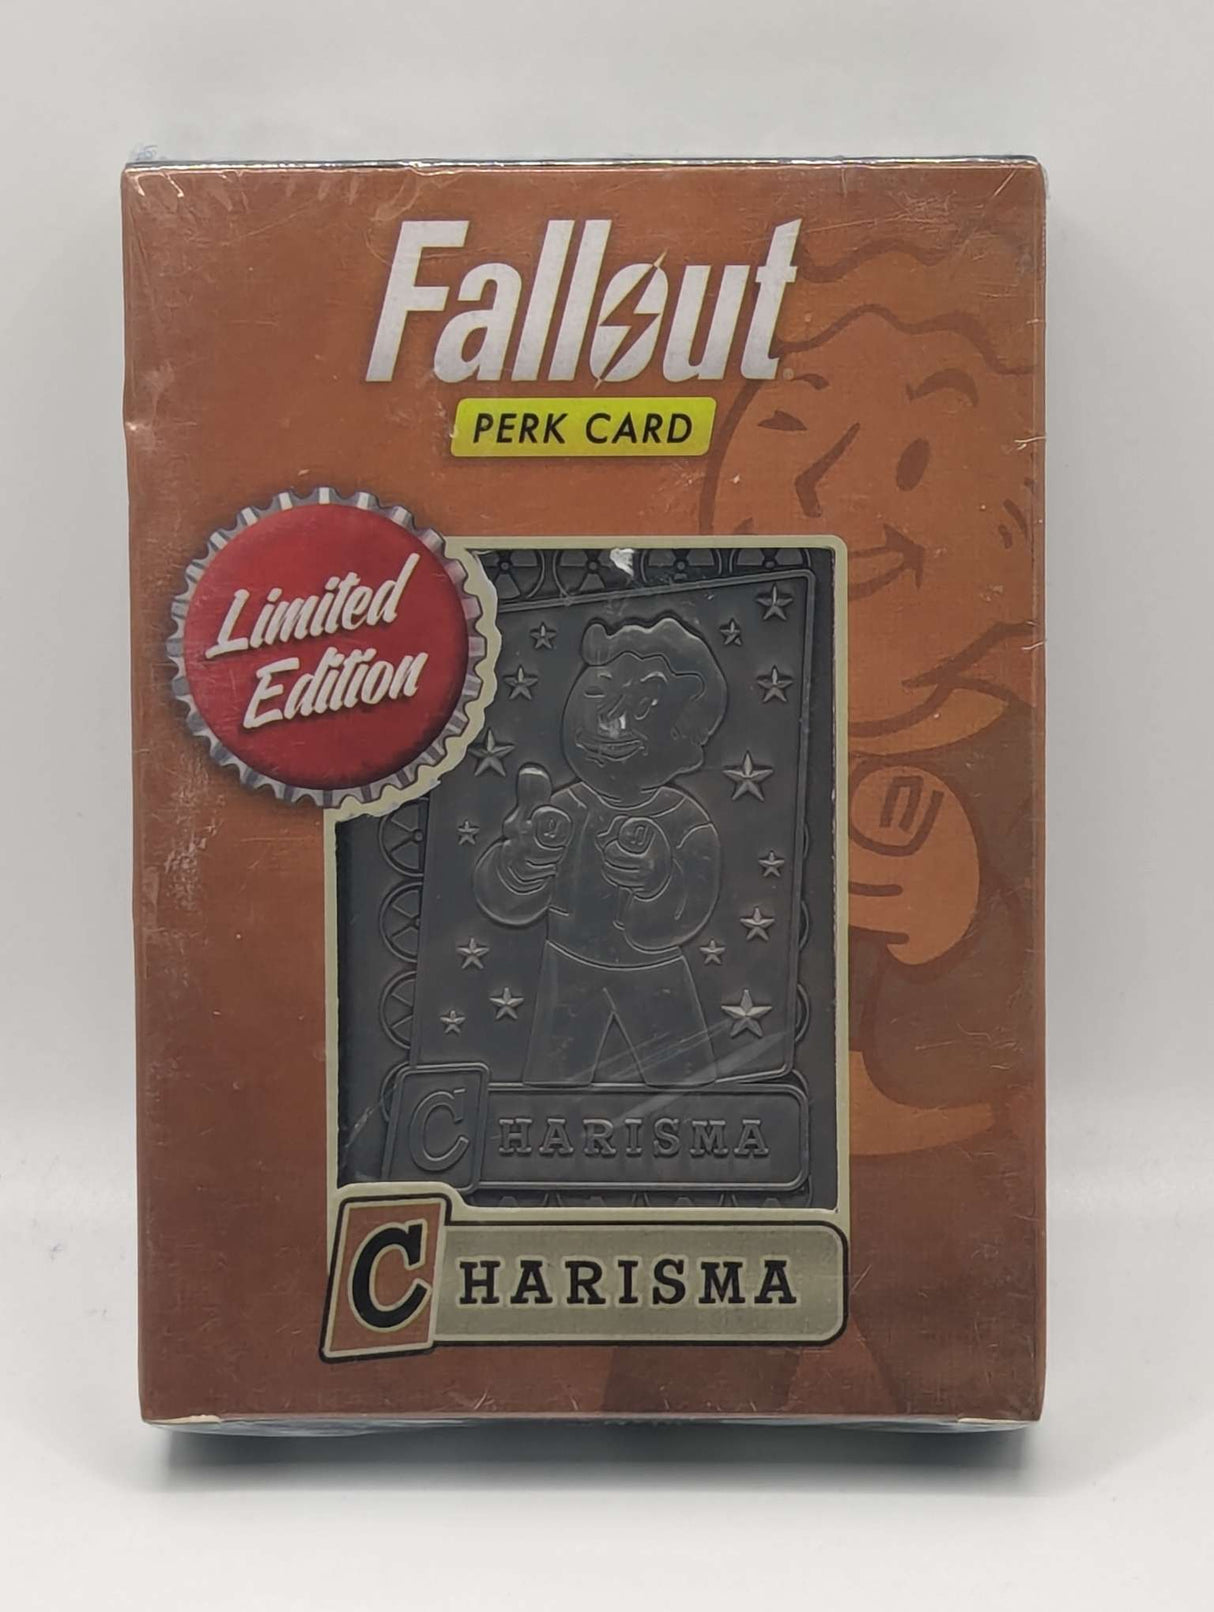 Fallout
PERK CARD
Limited
Edition
CHARISMA
CHARISMA